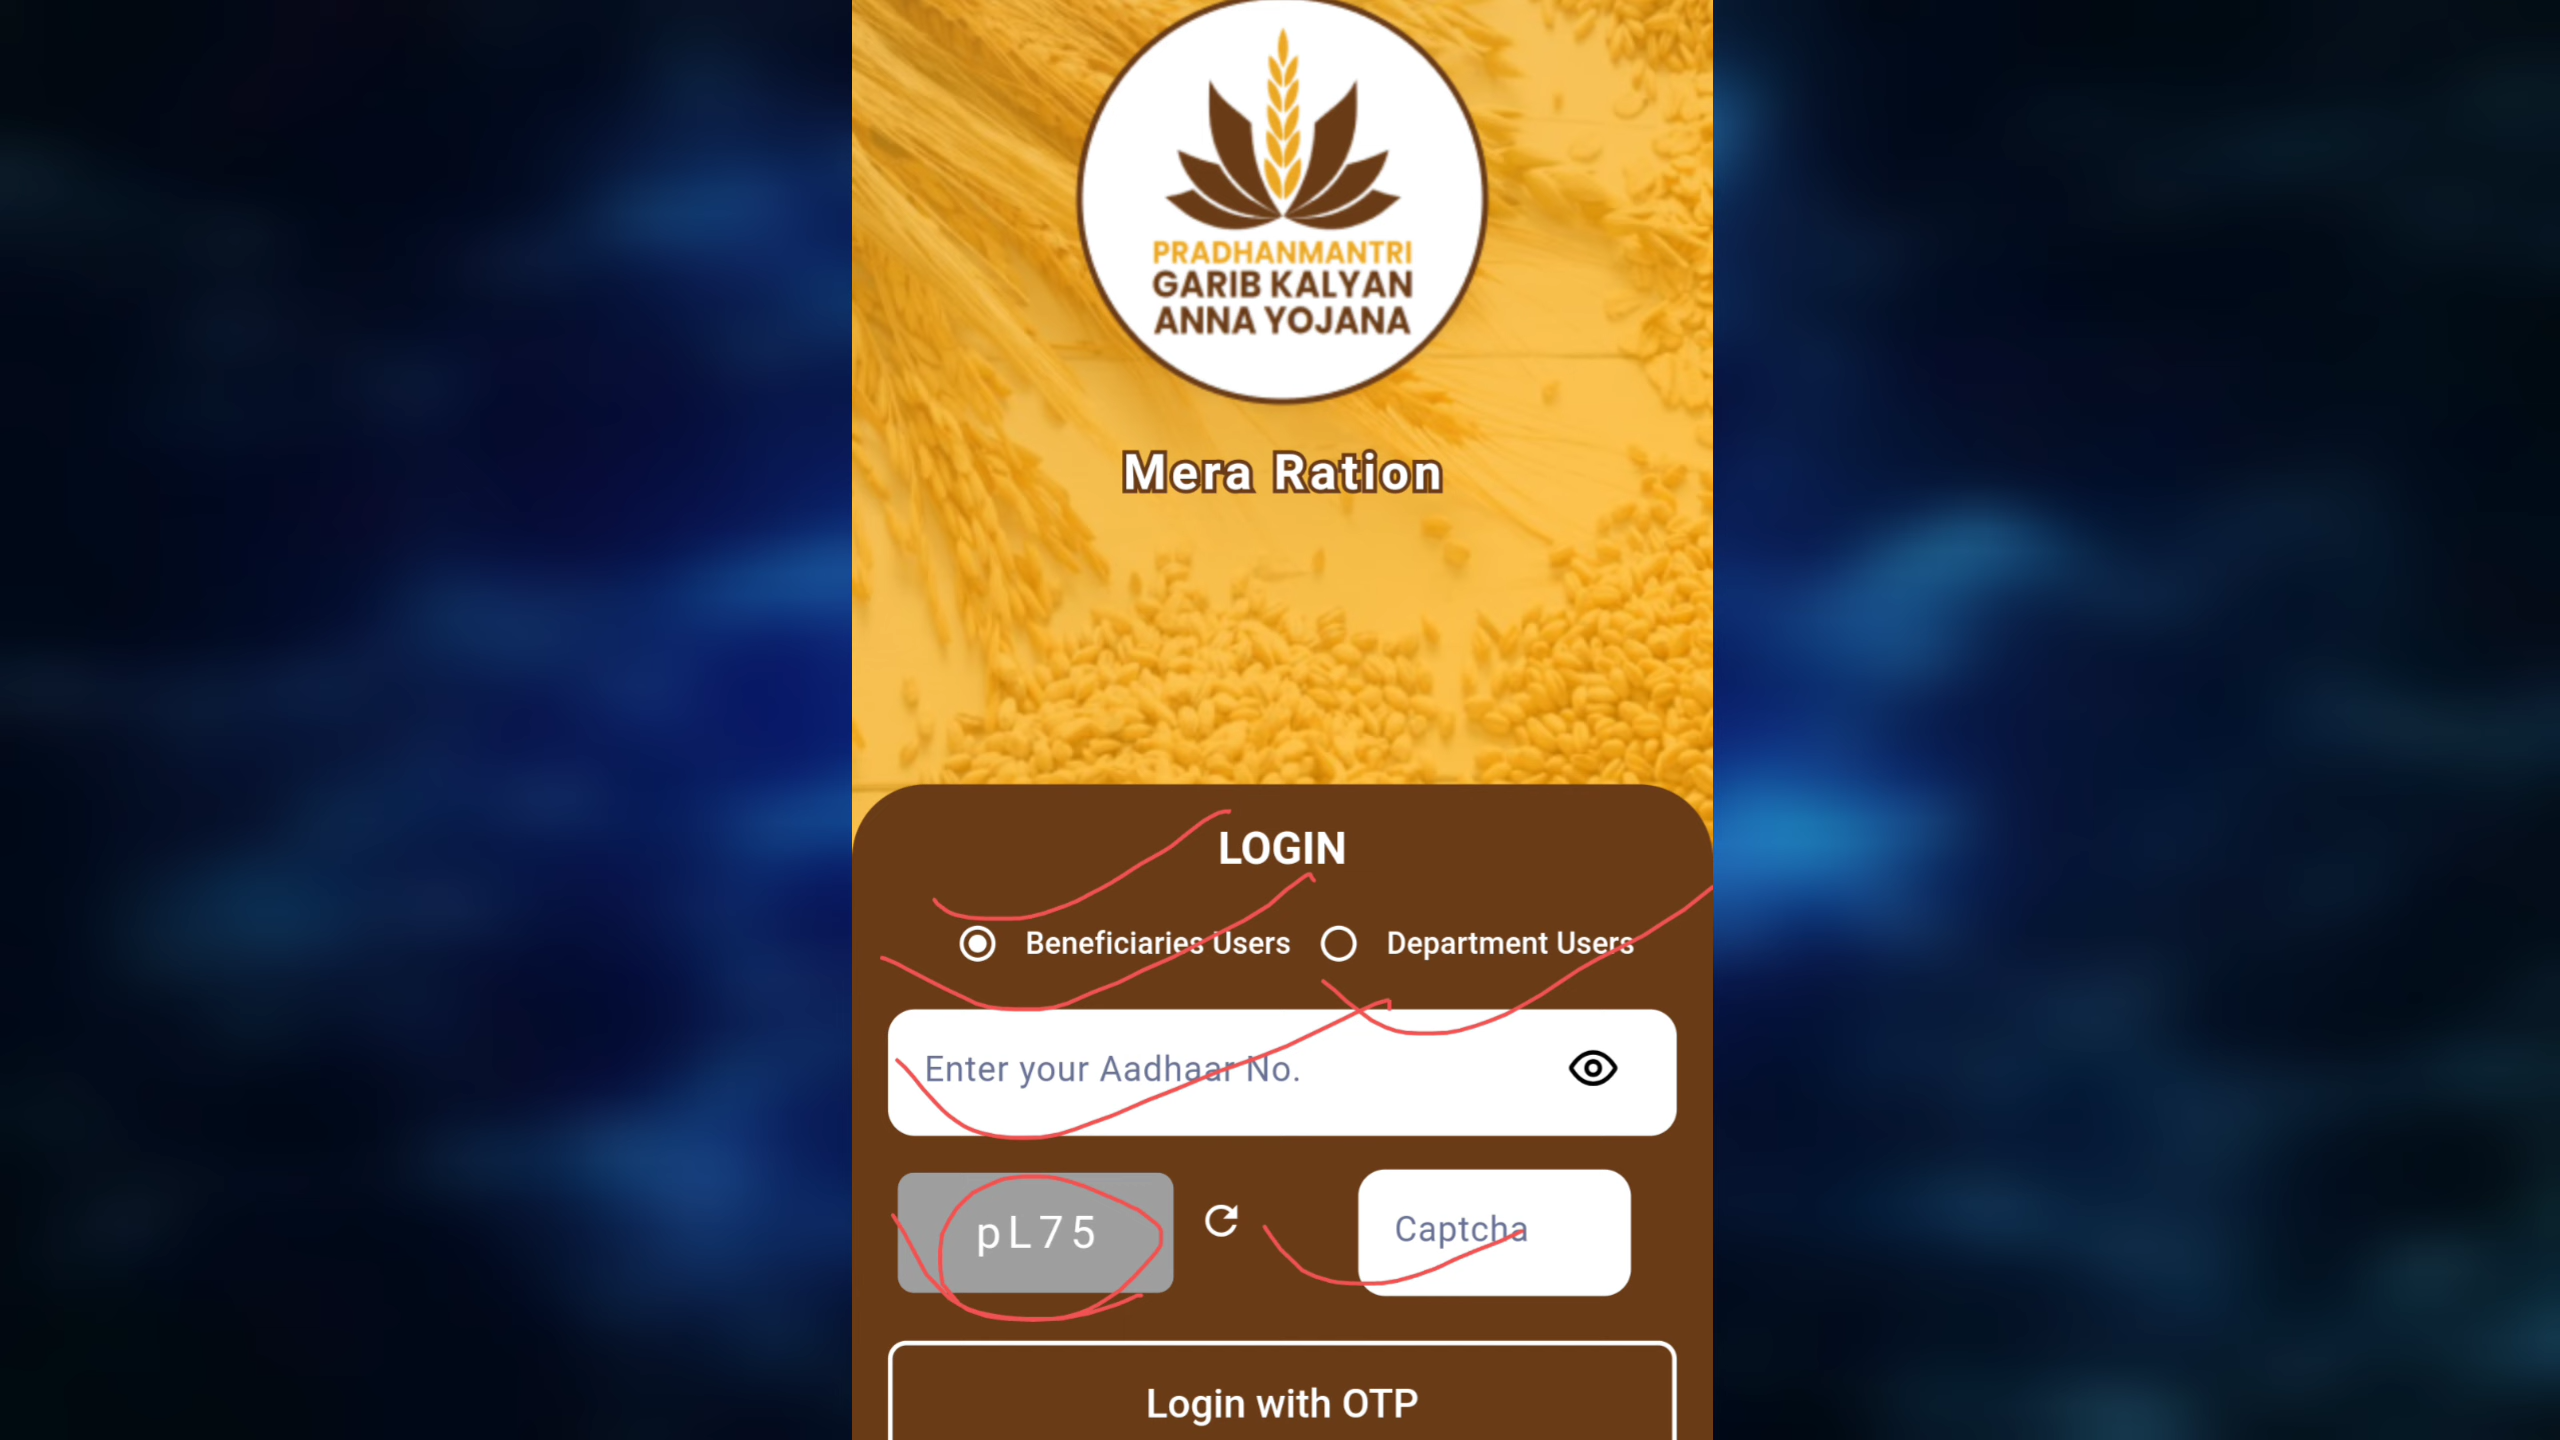 PRADHANMANTRI
GARIB KALYAN
ANNA YOJANA
Mera Ration
LOGIN
Beneficiaries Users Department Users
Enter your Aadhaar No.
pL75 Captcha
Login with OTP